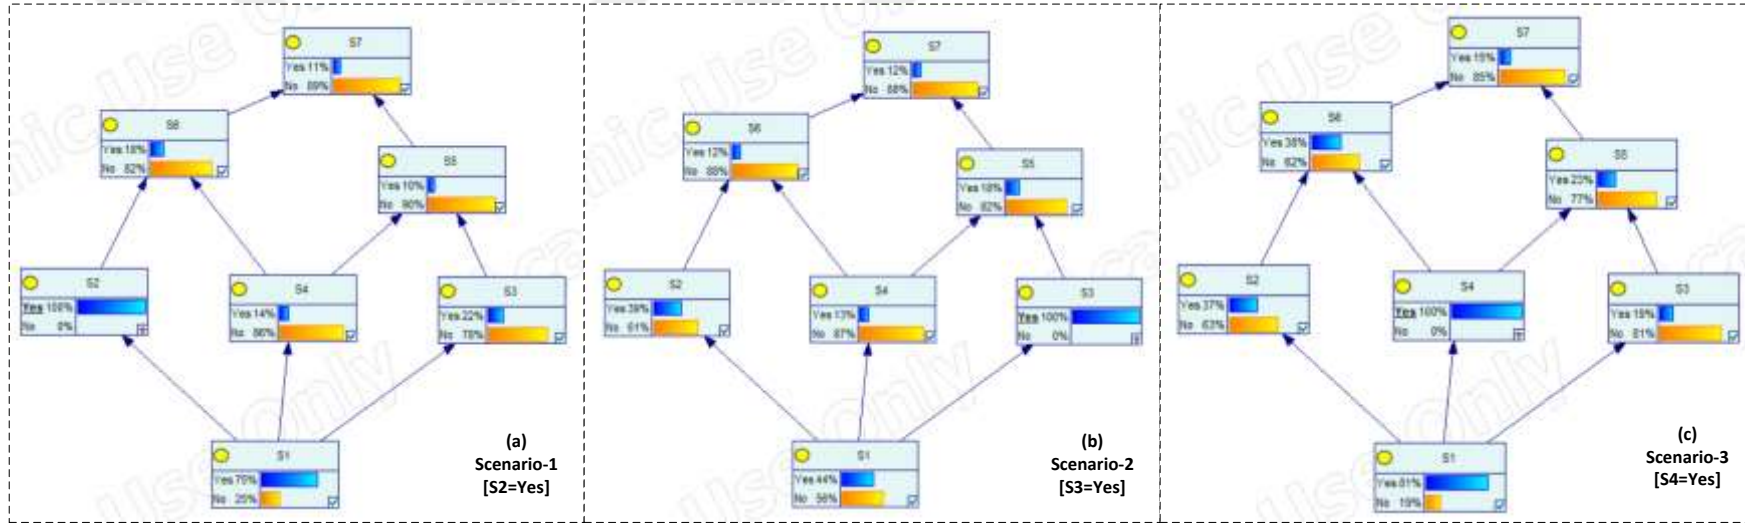 S7
Yes 11%
No 89%
S6
Yes 18%
No 82%
S5
Yes 10%
No 90%
S2
Yes 100%
No 0%
S4
Yes 14%
No 86%
S3
Yes 22%
No 78%
S1
Yes 75%
No 25%
(a)
Scenario-1
[S2=Yes]
S7
Yes 12%
No 88%
S6
Yes 12%
No 88%
S5
Yes 18%
No 82%
S2
Yes 39%
No 61%
S4
Yes 13%
No 87%
S3
Yes 100%
No 0%
S1
Yes 44%
No 56%
(b)
Scenario-2
[S3=Yes]
S7
Yes 15%
No 85%
S6
Yes 38%
No 62%
S5
Yes 23%
No 77%
S2
Yes 37%
No 63%
S4
Yes 100%
No 0%
S3
Yes 19%
No 81%
S1
Yes 81%
No 19%
(c)
Scenario-3
[S4=Yes]